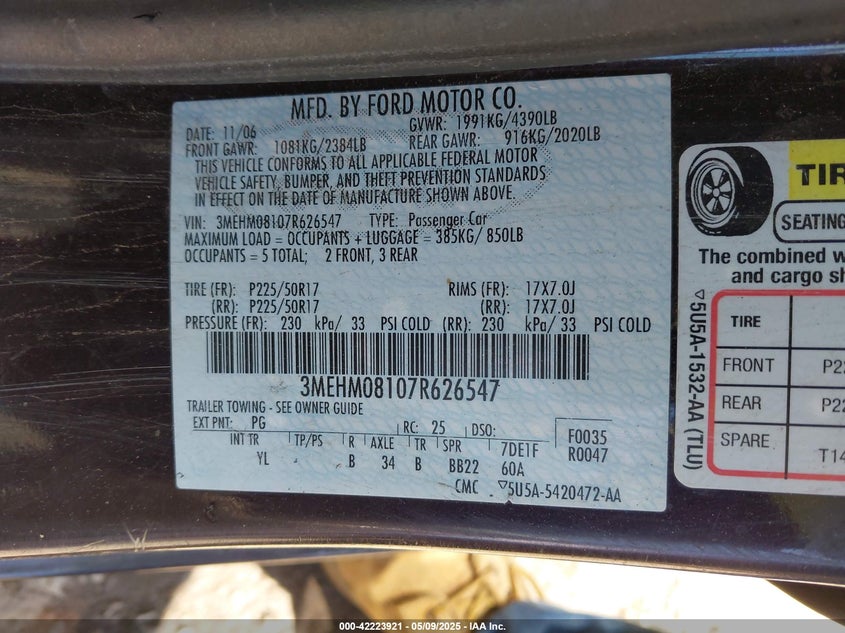 MFD. BY FORD MOTOR CO.
DATE: 11/06 GVWR: 1991KG/4390LB
FRONT GAWR: 1081KG/2384LB REAR GAWR: 916KG/2020LB
THIS VEHICLE CONFORMS TO ALL APPLICABLE FEDERAL MOTOR
VEHICLE SAFETY, BUMPER, AND THEFT PREVENTION STANDARDS
IN EFFECT ON THE DATE OF MANUFACTURE SHOWN ABOVE.
VIN: 3MEHM08107R626547 TYPE: Passenger Car
MAXIMUM LOAD = OCCUPANTS + LUGGAGE = 385KG/ 850LB
OCCUPANTS = 5 TOTAL; 2 FRONT, 3 REAR
TIRE (FR): P225/50R17 RIMS (FR): 17X7.0J
(RR): P225/50R17 (RR): 17X7.0J
PRESSURE (FR): 230 kPa/ 33 PSI COLD (RR): 230 kPa/ 33 PSI COLD
3MEHM08107R626547
TRAILER TOWING - SEE OWNER GUIDE
EXT PNT: PG RC: 25 DSO: F0035
INT TR TP/PS R AXLE TR SPR 7DE1F R0047
YL B 34 B BB22 60A
CMC ▽5U5A-5420472-AA
TIR
SEATING
The combined w
and cargo sh
▽5U5A-1532-AA (TLU)
TIRE
FRONT P22
REAR P22
SPARE T14
000-42223921 - 05/09/2025 - IAA Inc.